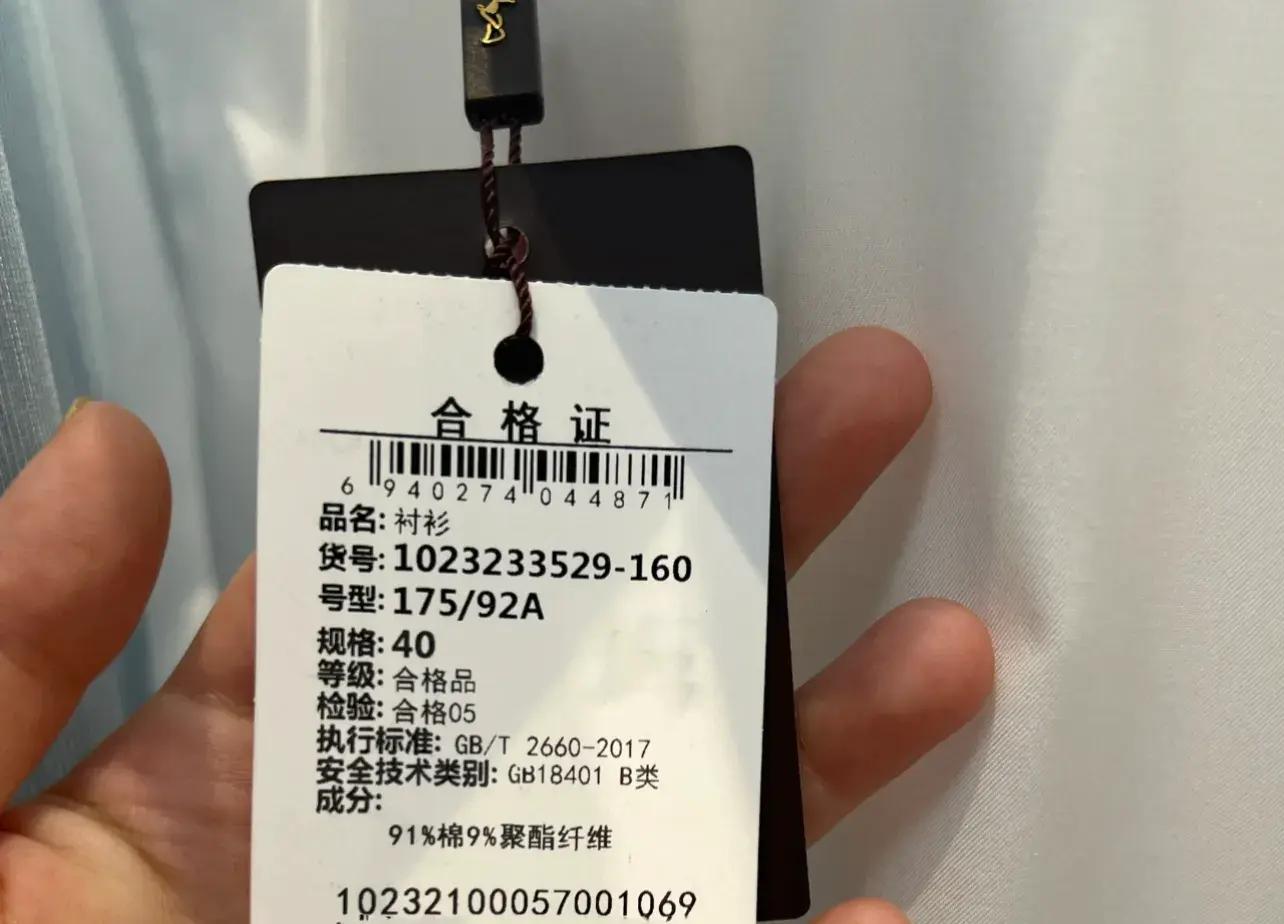 合格证
6 940274 044871
品名: 衬衫
货号: 1023233529-160
号型: 175/92A
规格: 40
等级: 合格品
检验: 合格05
执行标准: GB/T 2660-2017
安全技术类别: GB18401 B类
成分:
91%棉9%聚酯纤维
10232100057001069